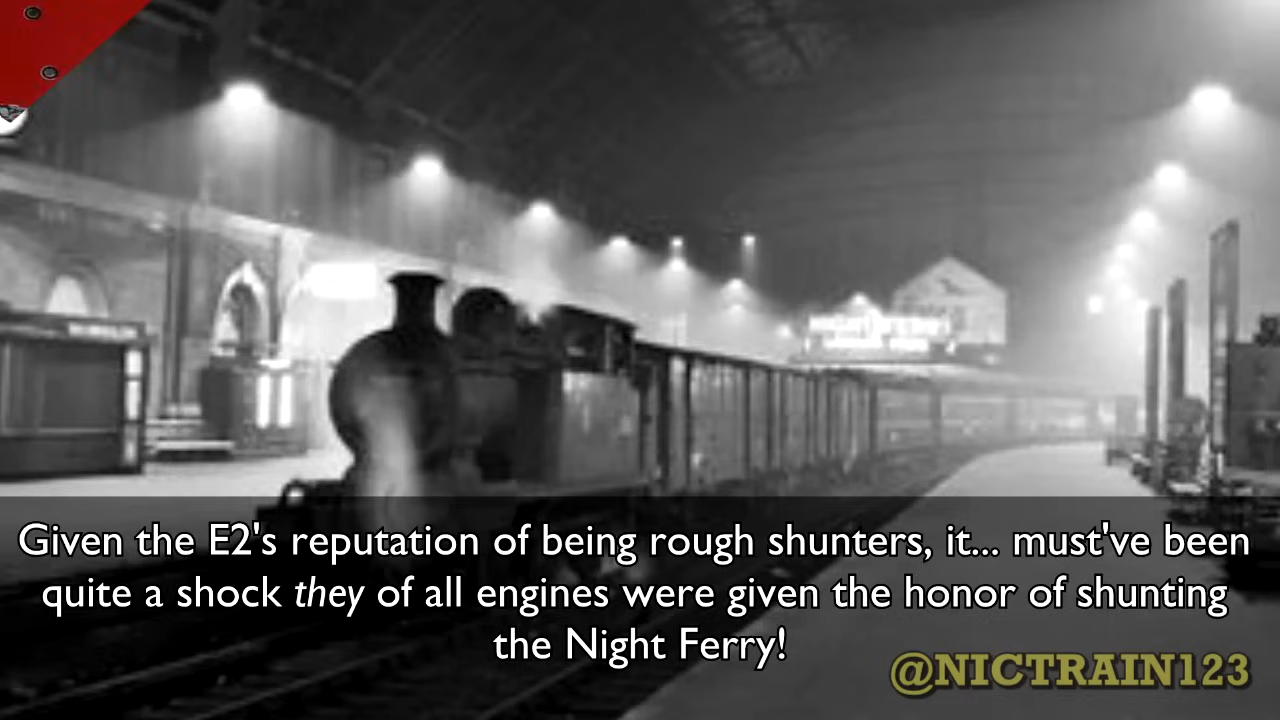 Given the E2's reputation of being rough shunters, it... must've been
quite a shock they of all engines were given the honor of shunting
the Night Ferry!
@NICTRAIN123